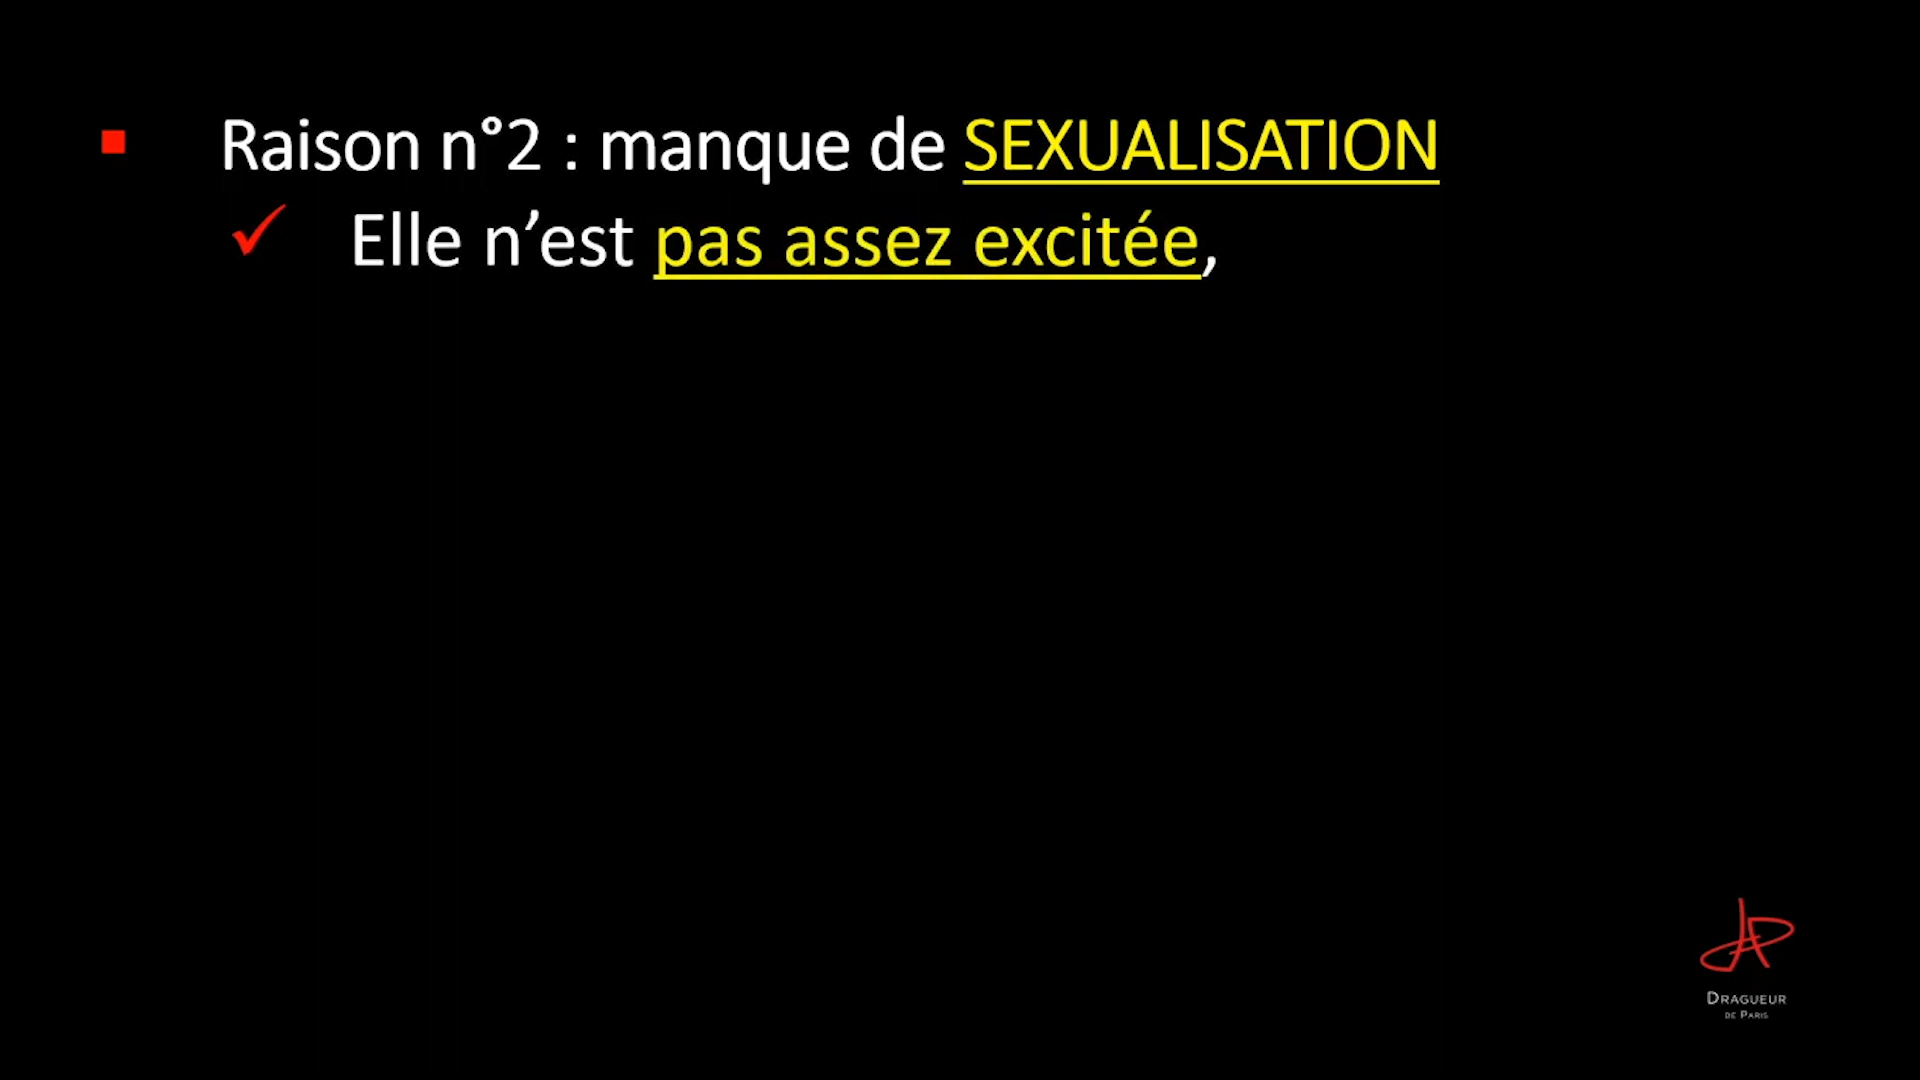 Raison n°2 : manque de SEXUALISATION
Elle n’est pas assez excitée,
DRAGUEUR
DE PARIS